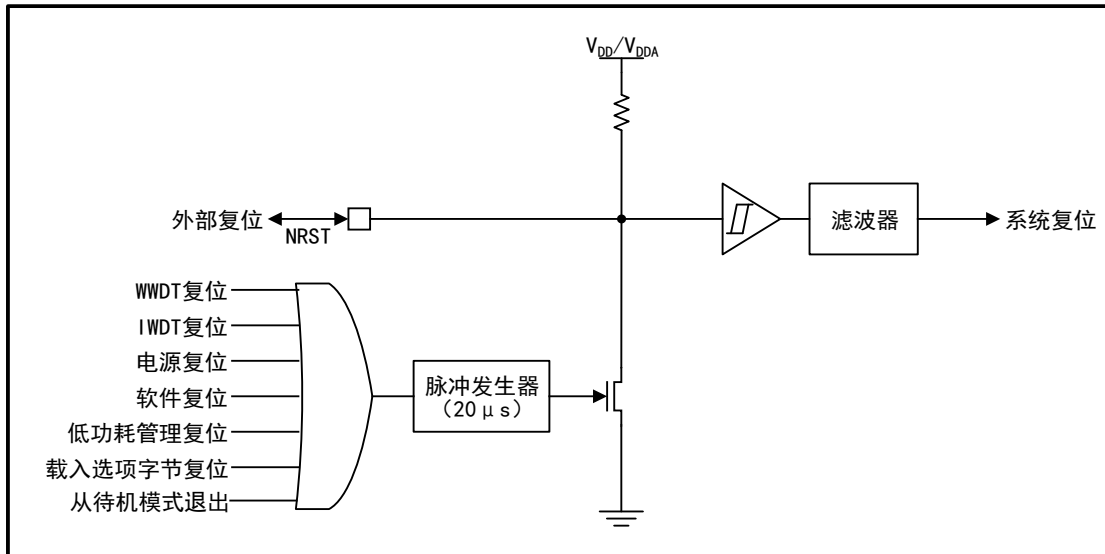 V_DD/V_DDA
外部复位
NRST
滤波器
系统复位
WWDT复位
IWDT复位
电源复位
软件复位
低功耗管理复位
载入选项字节复位
从待机模式退出
脉冲发生器
(20μs)